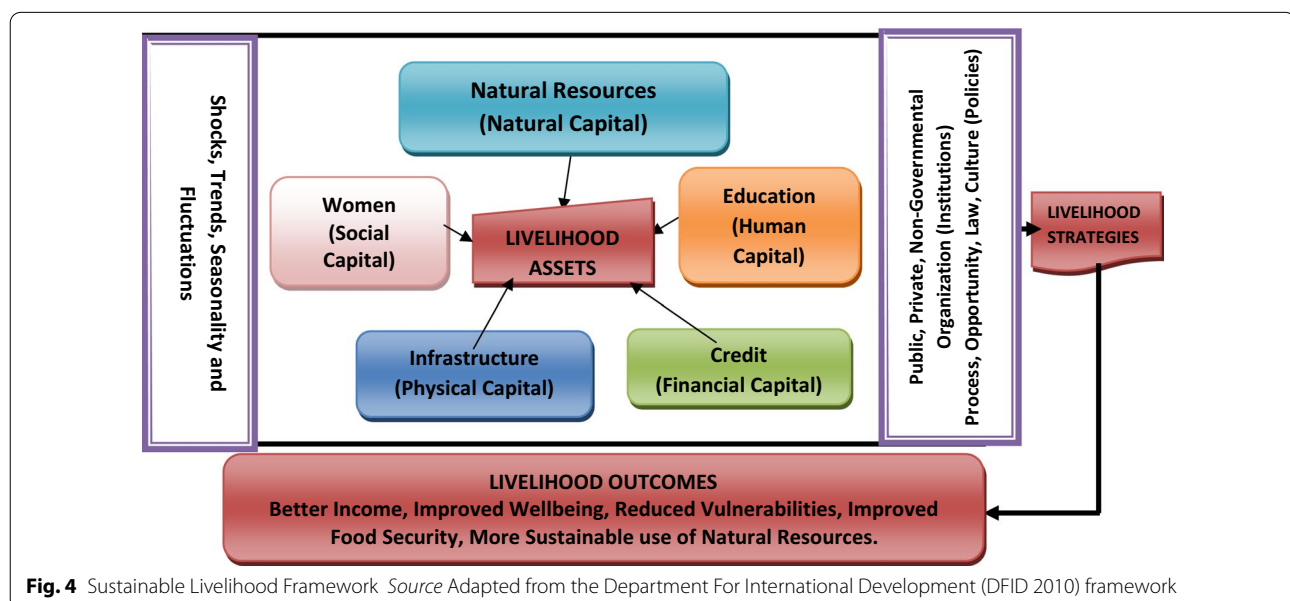 Shocks, Trends, Seasonality and
Fluctuations
Natural Resources
(Natural Capital)
Women
(Social
Capital)
LIVELIHOOD
ASSETS
Education
(Human
Capital)
Infrastructure
(Physical Capital)
Credit
(Financial Capital)
Public, Private, Non-Governmental
Organization (Institutions)
Process, Opportunity, Law, Culture (Policies)
LIVELIHOOD
STRATEGIES
LIVELIHOOD OUTCOMES
Better Income, Improved Wellbeing, Reduced Vulnerabilities, Improved
Food Security, More Sustainable use of Natural Resources.
Fig. 4 Sustainable Livelihood Framework Source Adapted from the Department For International Development (DFID 2010) framework